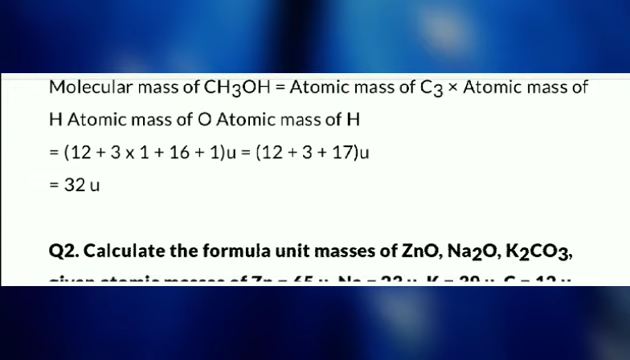 Molecular mass of CH3OH = Atomic mass of C3 × Atomic mass of
H Atomic mass of O Atomic mass of H
= (12 + 3 x 1 + 16 + 1)u = (12 + 3 + 17)u
= 32 u
Q2. Calculate the formula unit masses of ZnO, Na2O, K2CO3,